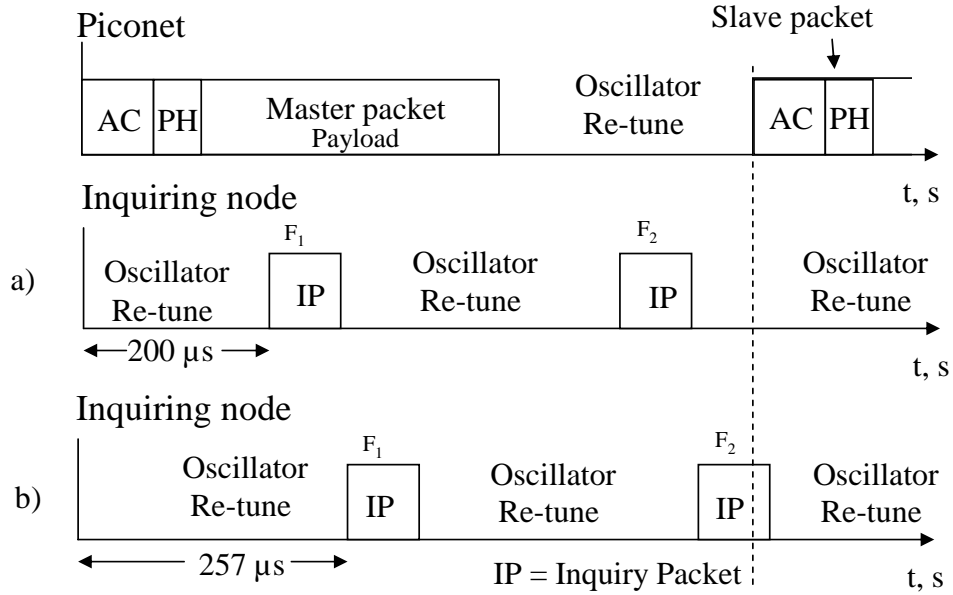 Piconet
Slave packet
AC
PH
Master packet
Payload
Oscillator
Re-tune
AC
PH
t, s
Inquiring node
a)
Oscillator
Re-tune
F1
IP
Oscillator
Re-tune
F2
IP
Oscillator
Re-tune
200 µs
t, s
Inquiring node
b)
Oscillator
Re-tune
F1
IP
Oscillator
Re-tune
F2
IP
Oscillator
Re-tune
257 µs
IP = Inquiry Packet
t, s